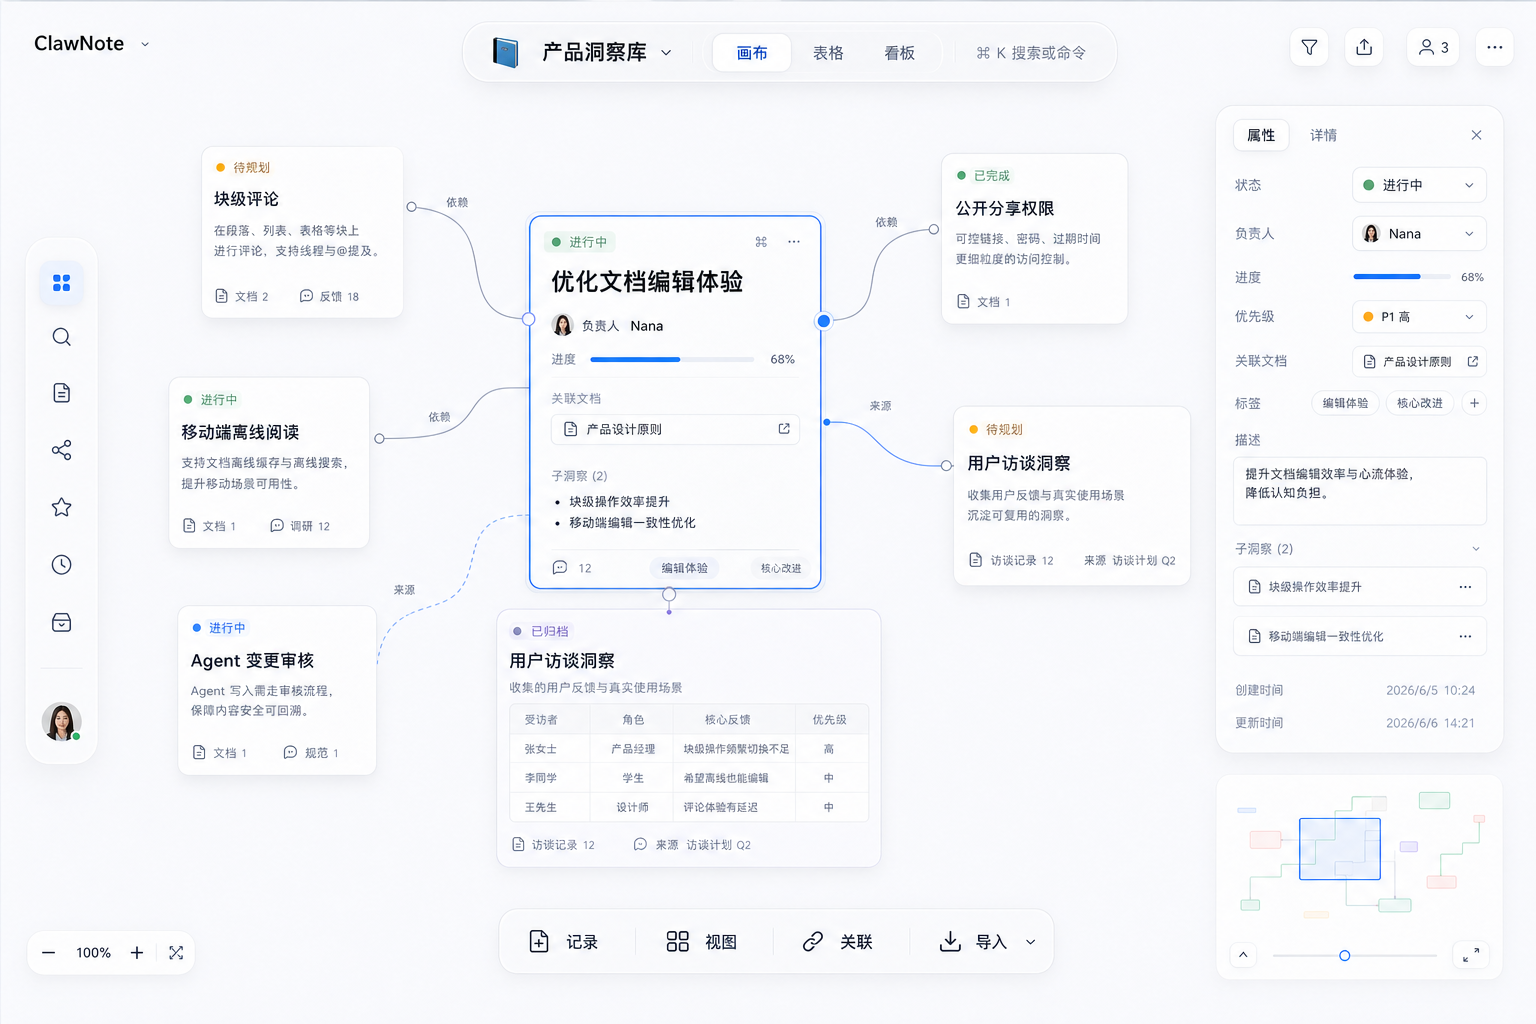 ClawNote
产品洞察库
画布
表格
看板
⌘ K 搜索或命令
3
待规划
块级评论
在段落、列表、表格等块上
进行评论，支持线程与@提及。
文档 2
反馈 18
依赖
进行中
移动端离线阅读
支持文档离线缓存与离线搜索，
提升移动场景可用性。
文档 1
调研 12
依赖
进行中
Agent 变更审核
Agent 写入需走审核流程，
保障内容安全可回溯。
文档 1
规范 1
来源
进行中
⌘
优化文档编辑体验
负责人 Nana
进度
68%
关联文档
产品设计原则
子洞察 (2)
• 块级操作效率提升
• 移动端编辑一致性优化
12
编辑体验
核心改进
依赖
已完成
公开分享权限
可控链接、密码、过期时间
更细粒度的访问控制。
文档 1
来源
待规划
用户访谈洞察
收集用户反馈与真实使用场景
沉淀可复用的洞察。
访谈记录 12
来源 访谈计划 Q2
已归档
用户访谈洞察
收集的用户反馈与真实使用场景
受访者 角色 核心反馈 优先级
张女士 产品经理 块级操作频繁切换不足 高
李同学 学生 希望离线也能编辑 中
王先生 设计师 评论体验有延迟 中
访谈记录 12
来源 访谈计划 Q2
属性
详情
状态
进行中
负责人
Nana
进度
68%
优先级
P1 高
关联文档
产品设计原则
标签
编辑体验
核心改进
描述
提升文档编辑效率与心流体验，
降低认知负担。
子洞察 (2)
块级操作效率提升
移动端编辑一致性优化
创建时间
2026/6/5 10:24
更新时间
2026/6/6 14:21
100%
记录
视图
关联
导入